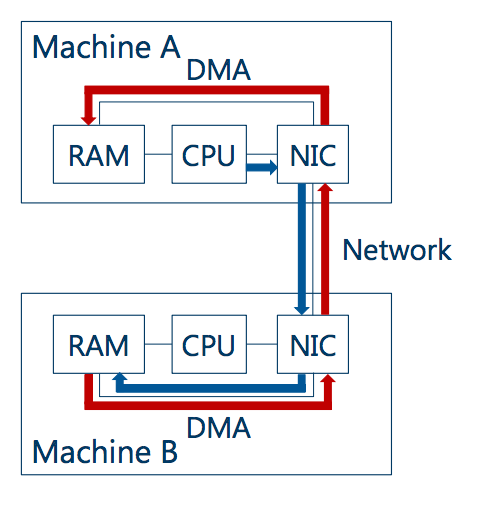 Machine A
DMA
RAM
CPU
NIC
Network
RAM
CPU
NIC
DMA
Machine B